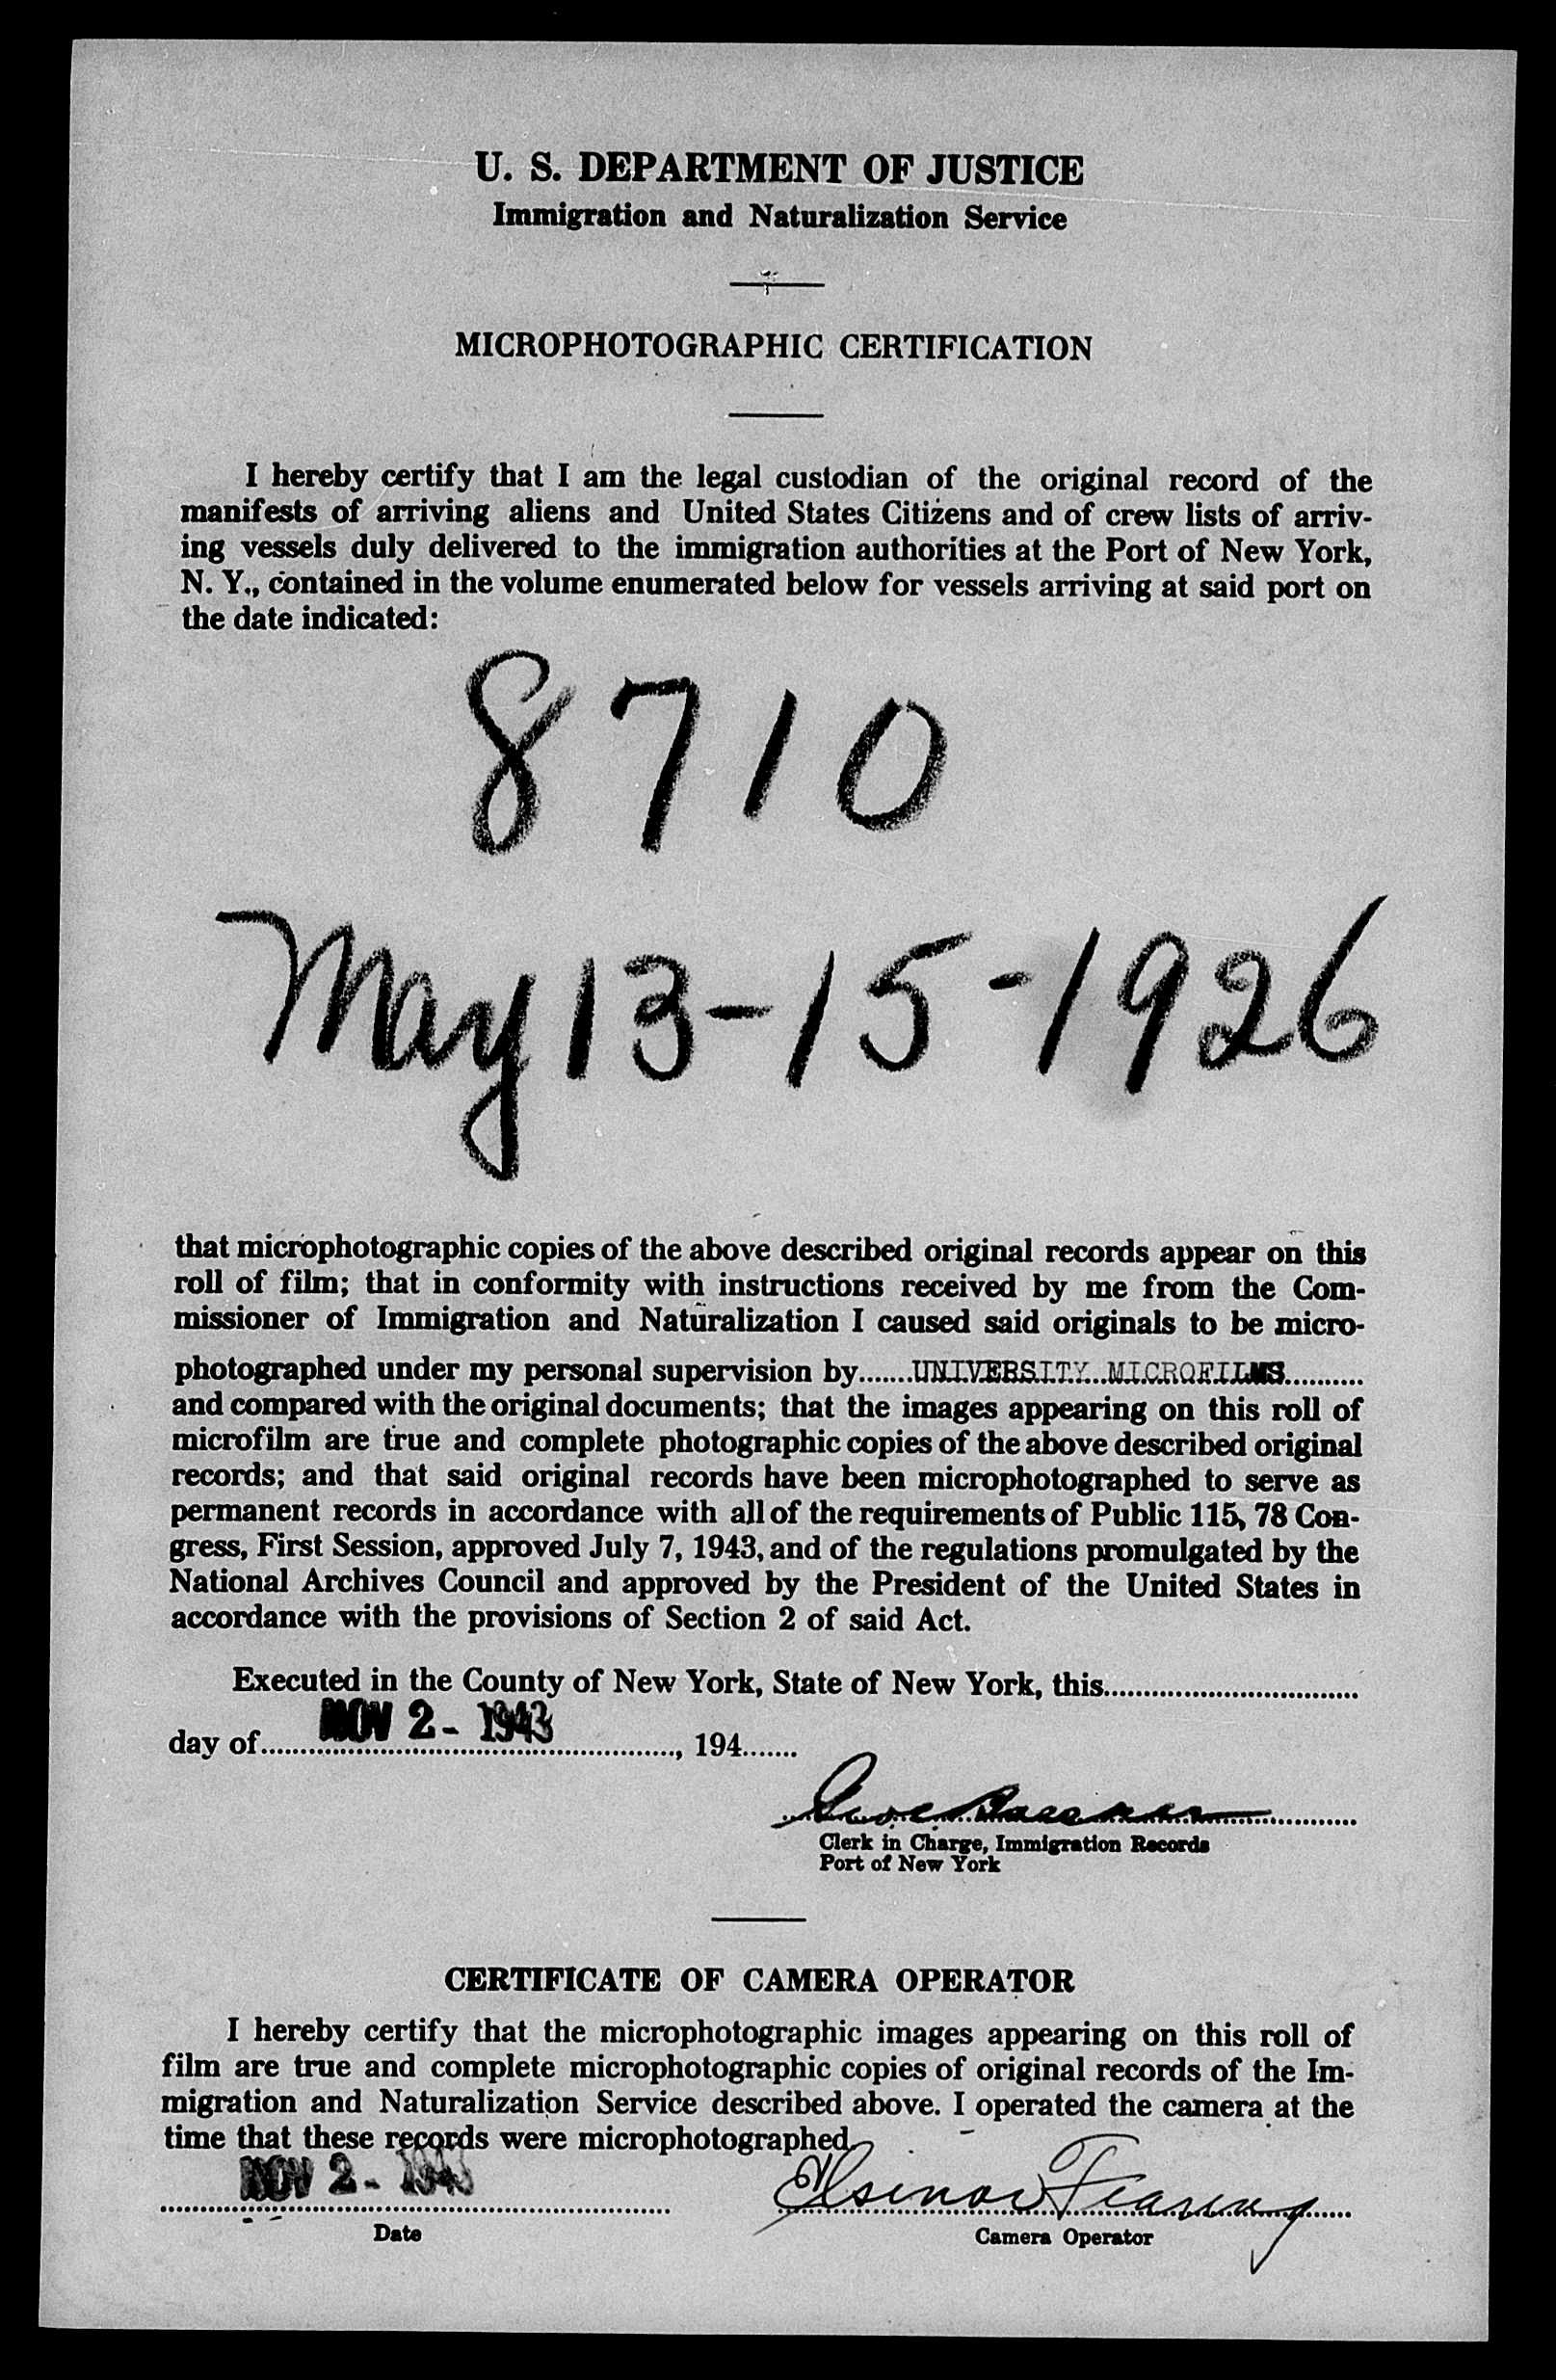 U. S. DEPARTMENT OF JUSTICE
Immigration and Naturalization Service
MICROPHOTOGRAPHIC CERTIFICATION
I hereby certify that I am the legal custodian of the original record of the
manifests of arriving aliens and United States Citizens and of crew lists of arriv-
ing vessels duly delivered to the immigration authorities at the Port of New York,
N. Y., contained in the volume enumerated below for vessels arriving at said port on
the date indicated:
8710
May 13-15-1926
that microphotographic copies of the above described original records appear on this
roll of film; that in conformity with instructions received by me from the Com-
missioner of Immigration and Naturalization I caused said originals to be micro-
photographed under my personal supervision by.......UNIVERSITY MICROFILMS..........
and compared with the original documents; that the images appearing on this roll of
microfilm are true and complete photographic copies of the above described original
records; and that said original records have been microphotographed to serve as
permanent records in accordance with all of the requirements of Public 115, 78 Con-
gress, First Session, approved July 7, 1943, and of the regulations promulgated by the
National Archives Council and approved by the President of the United States in
accordance with the provisions of Section 2 of said Act.
Executed in the County of New York, State of New York, this................................
day of NOV 2 - 1943, 194.......
Clerk in Charge, Immigration Records
Port of New York
CERTIFICATE OF CAMERA OPERATOR
I hereby certify that the microphotographic images appearing on this roll of
film are true and complete microphotographic copies of original records of the Im-
migration and Naturalization Service described above. I operated the camera at the
time that these records were microphotographed.
NOV 2 - 1943 Elsinor Fearing
Date Camera Operator